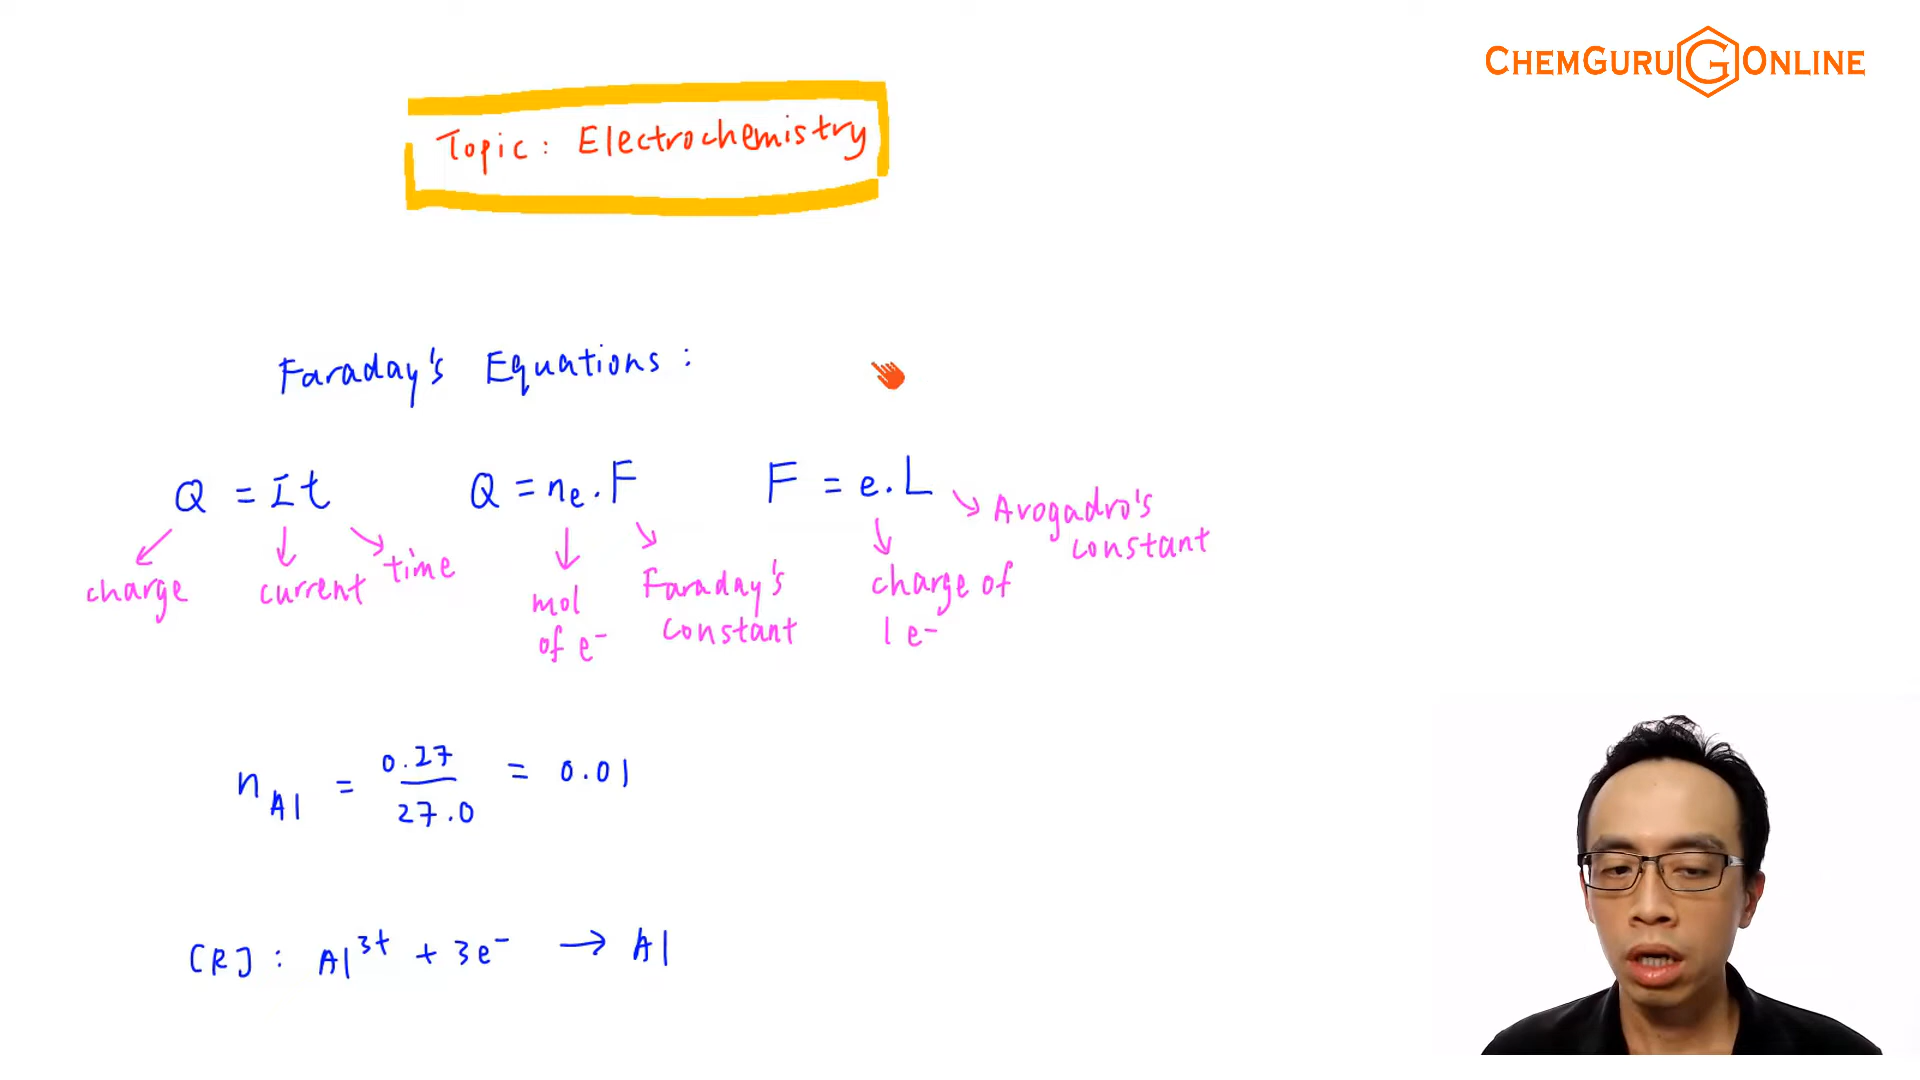 CHEMGURU G ONLINE
Topic: Electrochemistry
Faraday's Equations:
Q = It
Q = nₑ.F
F = e.L
charge
current
time
mol of e⁻
Faraday's constant
charge of 1 e⁻
Avogadro's constant
n Al = 0.27 / 27.0 = 0.01
[R]: Al³⁺ + 3e⁻ → Al